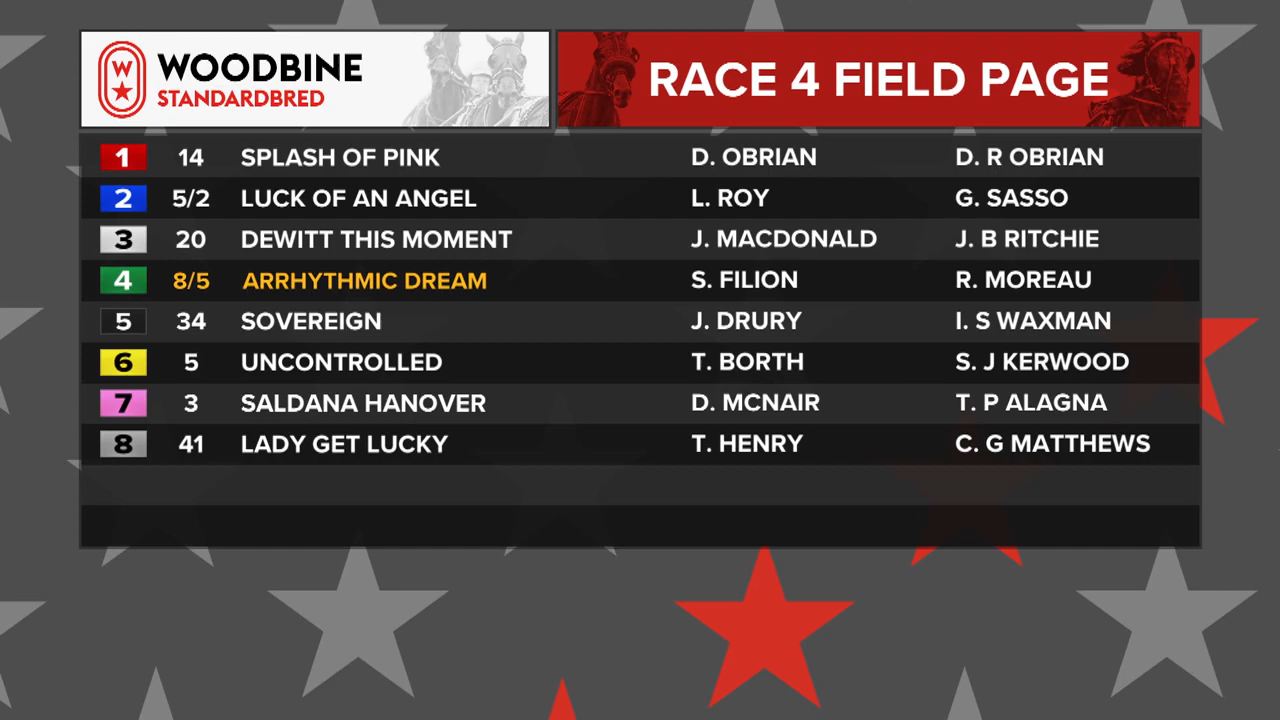 W
WOODBINE
STANDARDBRED
RACE 4 FIELD PAGE
1 14 SPLASH OF PINK D. OBRIAN D. R OBRIAN
2 5/2 LUCK OF AN ANGEL L. ROY G. SASSO
3 20 DEWITT THIS MOMENT J. MACDONALD J. B RITCHIE
4 8/5 ARRHYTHMIC DREAM S. FILION R. MOREAU
5 34 SOVEREIGN J. DRURY I. S WAXMAN
6 5 UNCONTROLLED T. BORTH S. J KERWOOD
7 3 SALDANA HANOVER D. MCNAIR T. P ALAGNA
8 41 LADY GET LUCKY T. HENRY C. G MATTHEWS